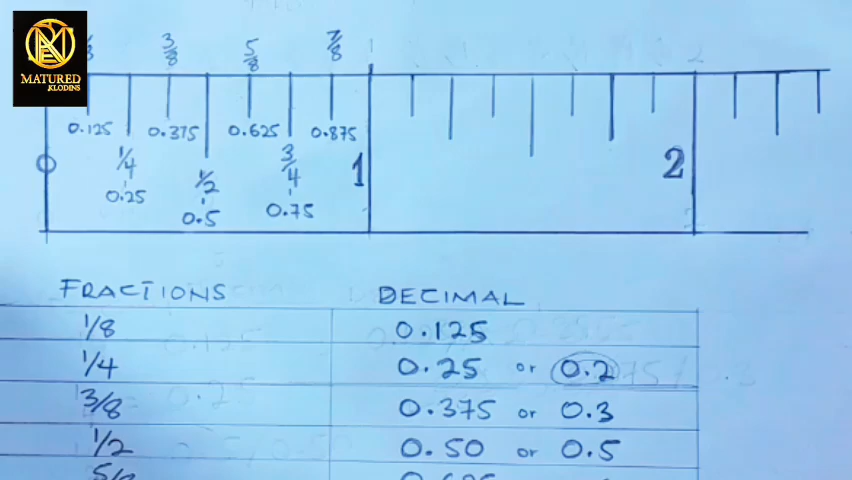 MATURED
KLODINS
3/8 5/8 7/8
0.125 0.375 0.625 0.875
1/4 1/2 3/4
0.25 0.5 0.75
0 1 2
FRACTIONS DECIMAL
1/8 0.125
1/4 0.25 or 0.2
3/8 0.375 or 0.3
1/2 0.50 or 0.5